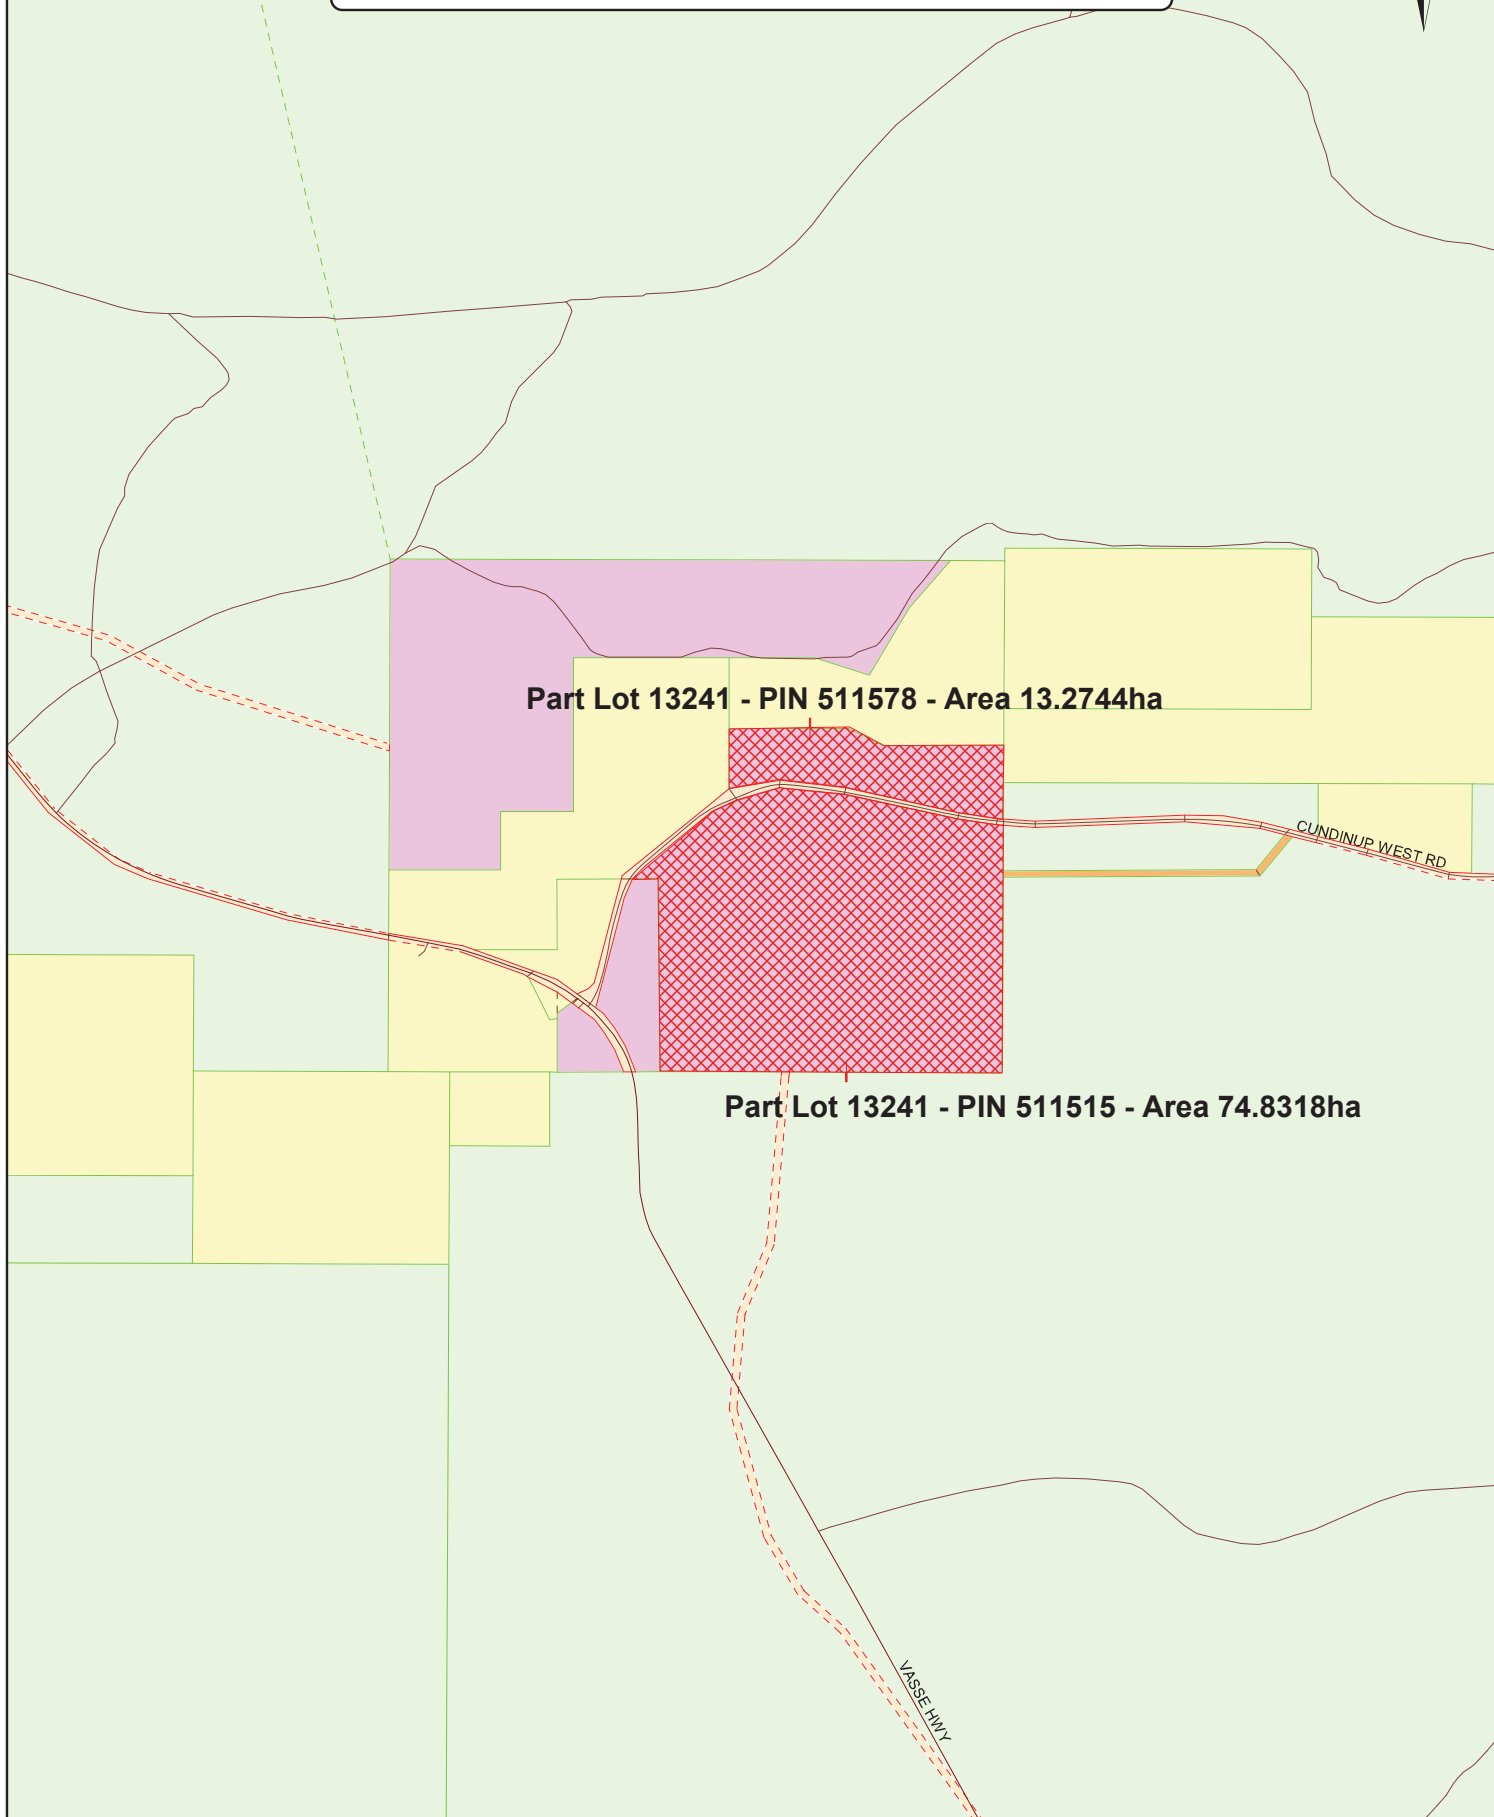 Part Lot 13241 - PIN 511578 - Area 13.2744ha
CUNDINUP WEST RD
Part Lot 13241 - PIN 511515 - Area 74.8318ha
VASSE HWY